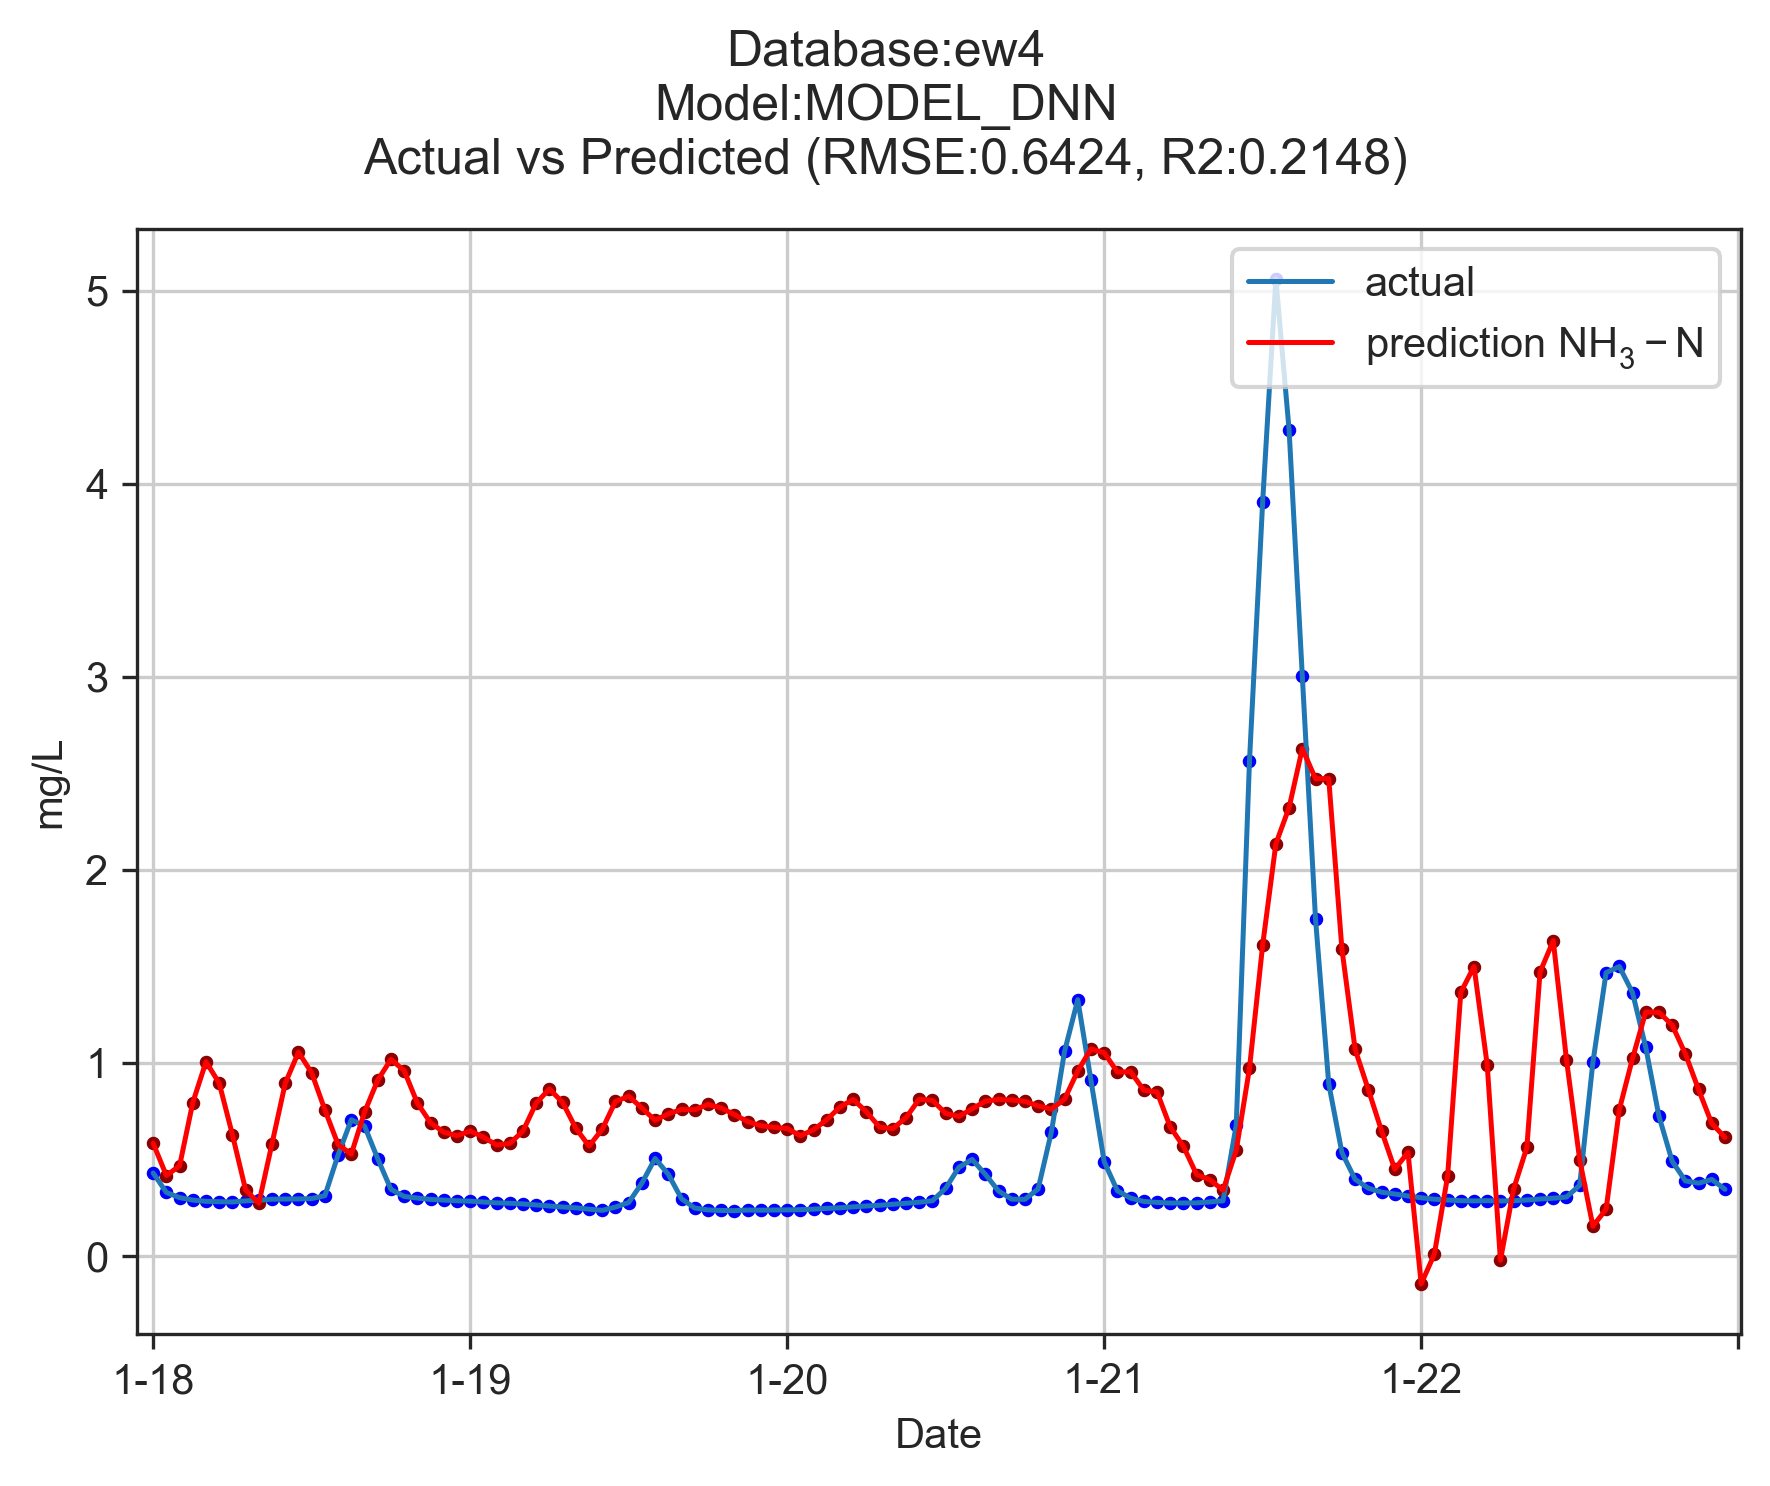 Database:ew4
Model:MODEL_DNN
Actual vs Predicted (RMSE:0.6424, R2:0.2148)
actual
prediction NH₃ − N
5
4
3
2
1
0
mg/L
1-18 1-19 1-20 1-21 1-22
Date